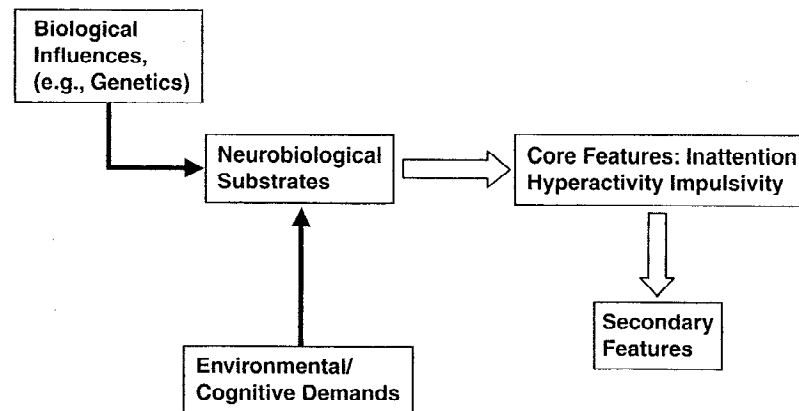 Biological
Influences,
(e.g., Genetics)
Neurobiological
Substrates
Core Features: Inattention
Hyperactivity Impulsivity
Secondary
Features
Environmental/
Cognitive Demands